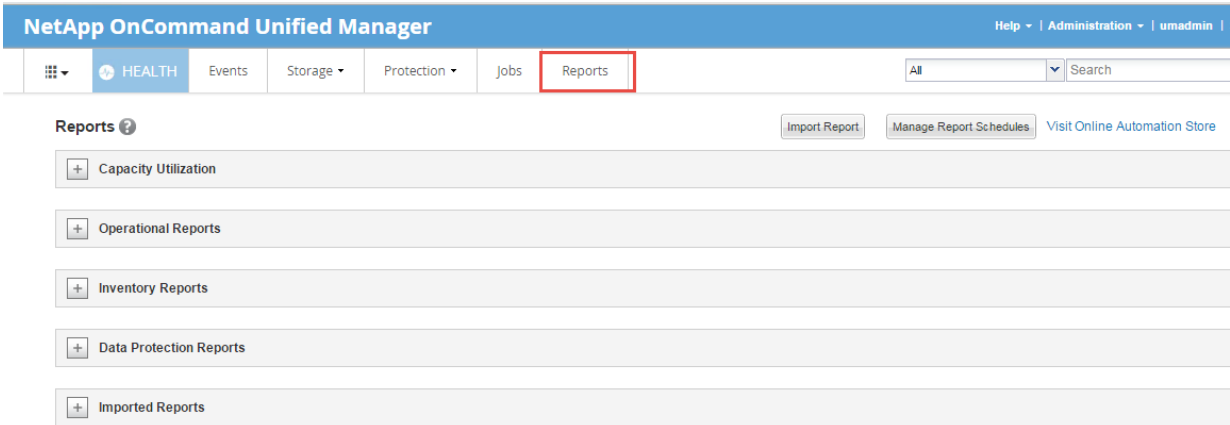 NetApp OnCommand Unified Manager
Help | Administration | umadmin |
HEALTH Events Storage Protection Jobs Reports All Search
Reports ? Import Report Manage Report Schedules Visit Online Automation Store
+ Capacity Utilization
+ Operational Reports
+ Inventory Reports
+ Data Protection Reports
+ Imported Reports